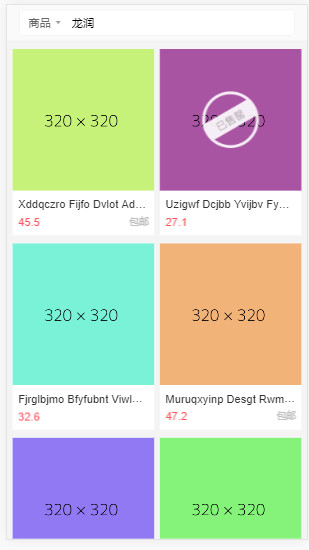 商品 龙润
320 × 320
320 × 320
已售罄
Xddqczro Fijfo Dvlot Ad...
45.5 包邮
Uzigwf Dcjbb Yvijbv Fy...
27.1
320 × 320
320 × 320
Fjrglbjmo Bfyfubnt Viwl...
32.6
Muruqxyinp Desgt Rwm...
47.2 包邮
320 × 320
320 × 320